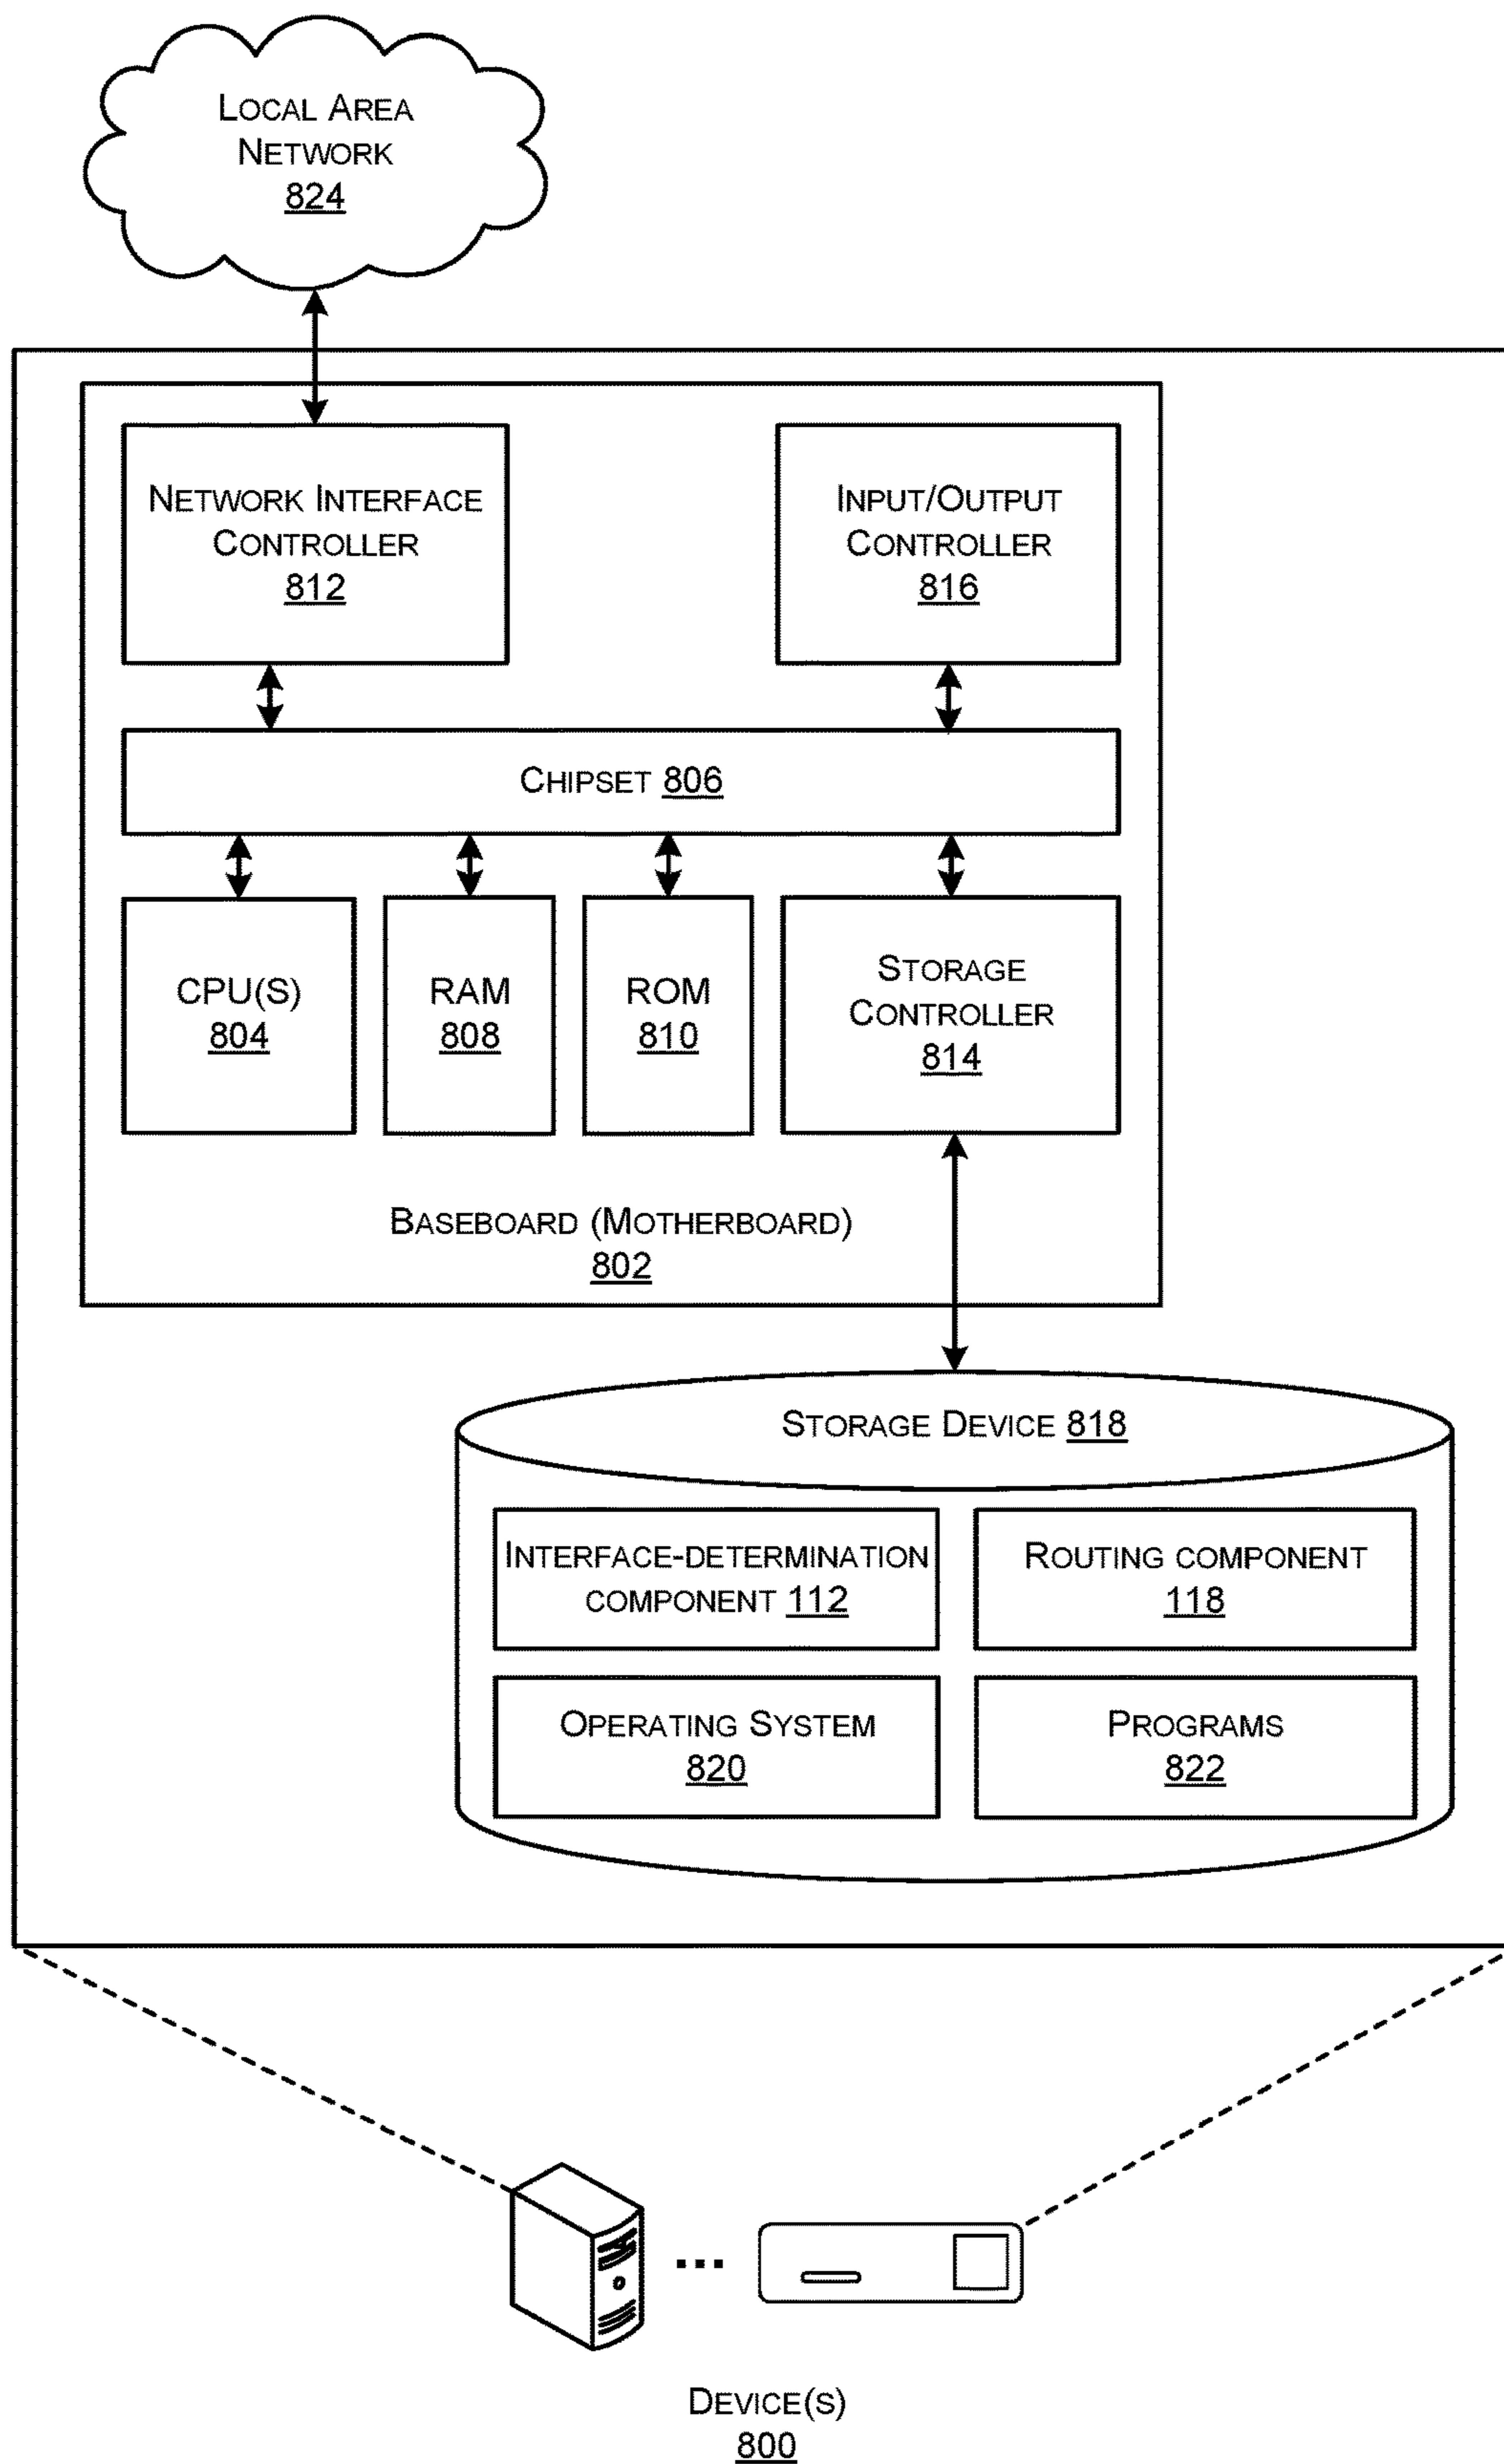 LOCAL AREA
NETWORK
824
NETWORK INTERFACE
CONTROLLER
812
INPUT/OUTPUT
CONTROLLER
816
CHIPSET 806
CPU(S)
804
RAM
808
ROM
810
STORAGE
CONTROLLER
814
BASEBOARD (MOTHERBOARD)
802
STORAGE DEVICE 818
INTERFACE-DETERMINATION
COMPONENT 112
ROUTING COMPONENT
118
OPERATING SYSTEM
820
PROGRAMS
822
DEVICE(S)
800